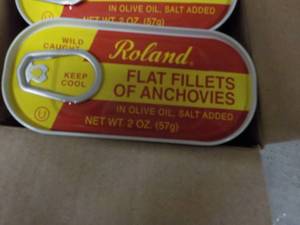 IN OLIVE OIL, SALT ADDED
NET WT. 2 OZ. (57g)
WILD
CAUGHT
Roland
KEEP
COOL
FLAT FILLETS
OF ANCHOVIES
IN OLIVE OIL, SALT ADDED
NET WT. 2 OZ. (57g)
U